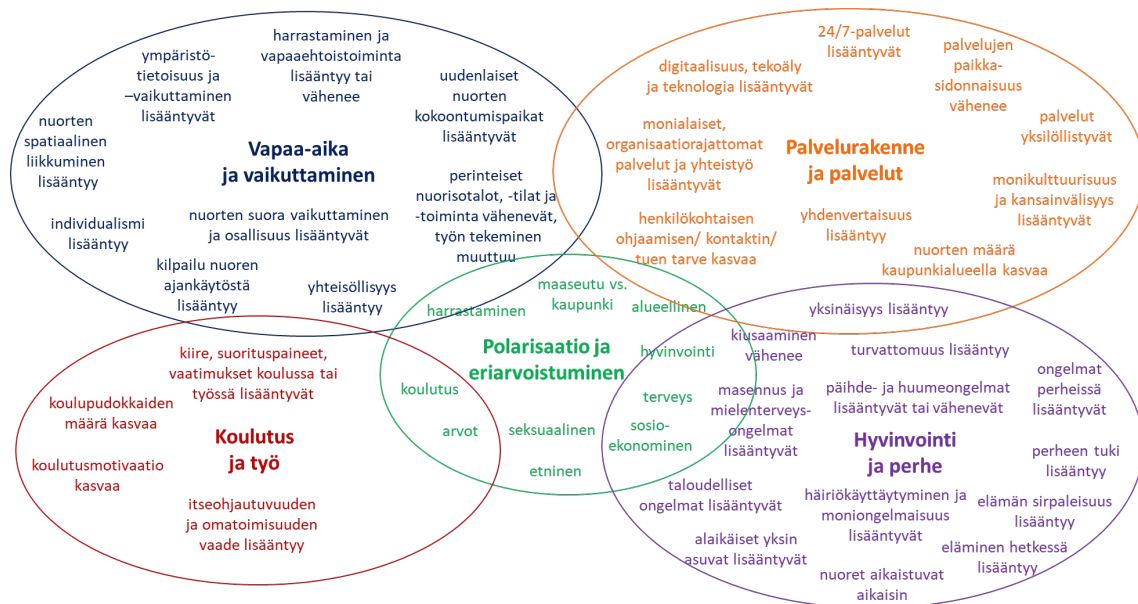 ympäristö-
tietoisuus ja
–vaikuttaminen
lisääntyvät
harrastaminen ja
vapaaehtoistoiminta
lisääntyy tai
vähenee
uudenlaiset
nuorten
kokoontumispaikat
lisääntyvät
nuorten
spatiaalinen
liikkuminen
lisääntyy
Vapaa-aika
ja vaikuttaminen
perinteiset
nuorisotalot, -tilat ja
-toiminta vähenevät,
työn tekeminen
muuttuu
individualismi
lisääntyy
nuorten suora vaikuttaminen
ja osallisuus lisääntyvät
kilpailu nuoren
ajankäytöstä
lisääntyy
yhteisöllisyys
lisääntyy
24/7-palvelut
lisääntyvät
digitaalisuus, tekoäly
ja teknologia lisääntyvät
palvelujen
paikka-
sidonnaisuus
vähenee
palvelut
yksilöllistyvät
monialaiset,
organisaatiorajattomat
palvelut ja yhteistyö
lisääntyvät
Palvelurakenne
ja palvelut
monikulttuurisuus
ja kansainvälisyys
lisääntyvät
henkilökohtaisen
ohjaamisen/ kontaktin/
tuen tarve kasvaa
yhdenvertaisuus
lisääntyy
nuorten määrä
kaupunkialueella kasvaa
maaseutu vs.
kaupunki
harrastaminen
alueellinen
Polarisaatio ja
eriarvoistuminen
hyvinvointi
koulutus
terveys
arvot
seksuaalinen
sosio-
ekonominen
etninen
kiire, suorituspaineet,
vaatimukset koulussa tai
työssä lisääntyvät
koulupudokkaiden
määrä kasvaa
Koulutus
ja työ
koulutusmotivaatio
kasvaa
itseohjautuvuuden
ja omatoimisuuden
vaade lisääntyy
yksinäisyys lisääntyy
kiusaaminen
vähenee
turvattomuus lisääntyy
ongelmat
perheissä
lisääntyvät
masennus ja
mielenterveys-
ongelmat
lisääntyvät
päihde- ja huumeongelmat
lisääntyvät tai vähenevät
Hyvinvointi
ja perhe
perheen tuki
lisääntyy
taloudelliset
ongelmat lisääntyvät
häiriökäyttäytyminen ja
moniongelmaisuus
lisääntyvät
elämän sirpaleisuus
lisääntyy
alaikäiset yksin
asuvat lisääntyvät
eläminen hetkessä
lisääntyy
nuoret aikaistuvat
aikaisin